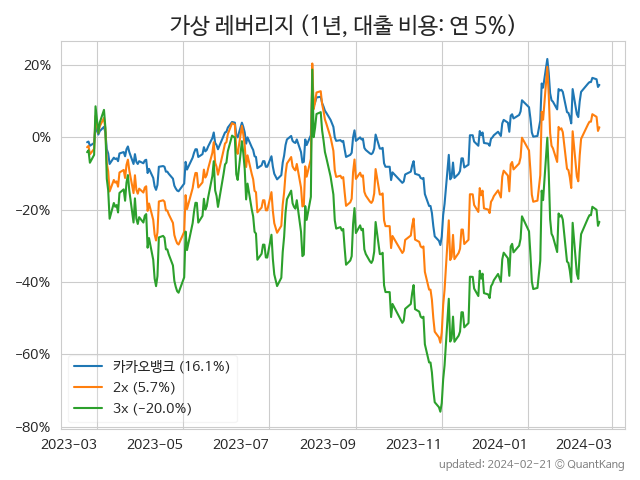 가상 레버리지 (1년, 대출 비용: 연 5%)
20%
0%
−20%
−40%
−60%
−80%
카카오뱅크 (16.1%)
2x (5.7%)
3x (−20.0%)
2023-03 2023-05 2023-07 2023-09 2023-11 2024-01 2024-03
updated: 2024-02-21 © QuantKang